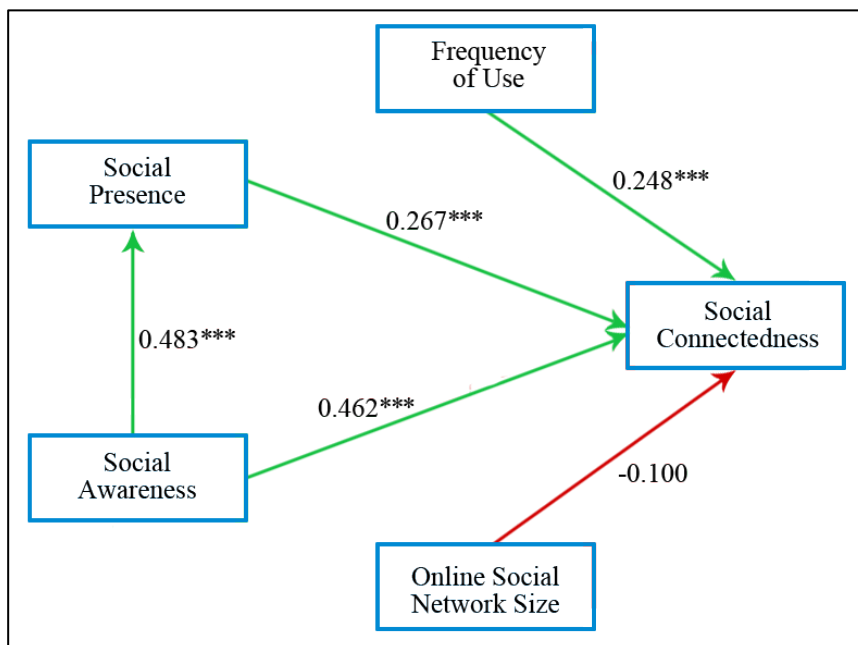 Frequency
of Use
Social
Presence
0.248***
0.267***
Social
Connectedness
0.483***
0.462***
Social
Awareness
-0.100
Online Social
Network Size